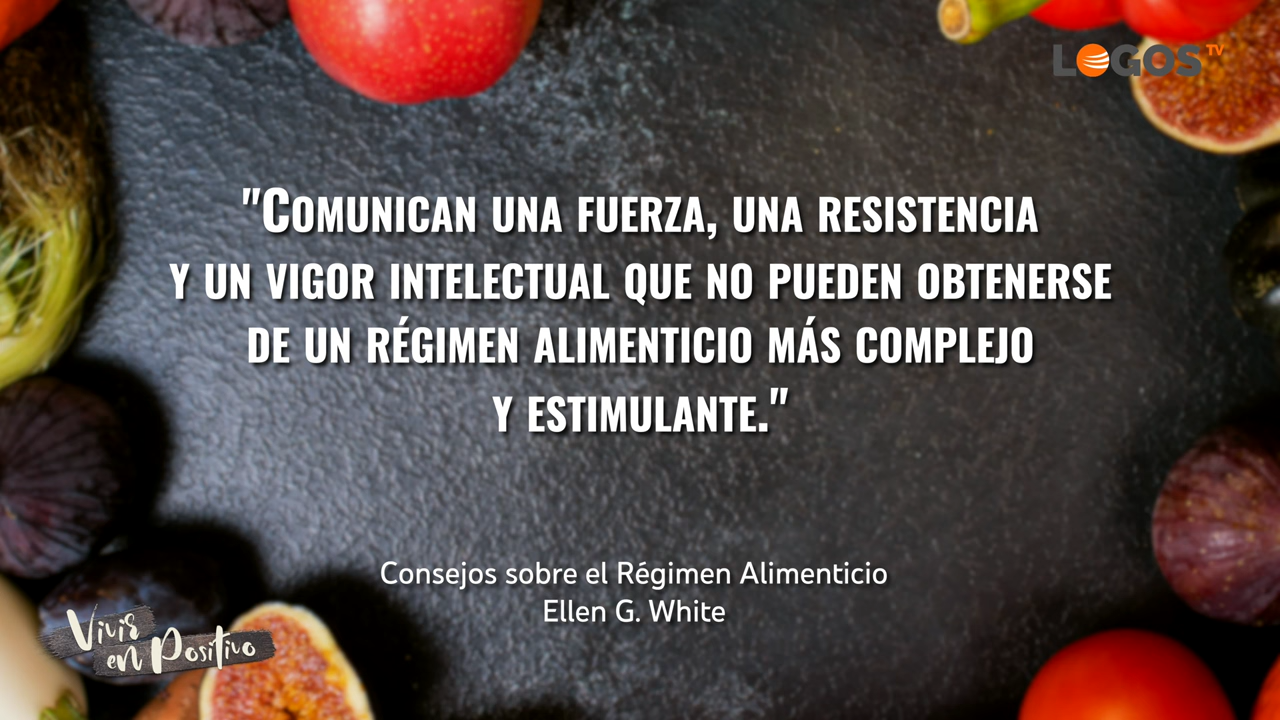 LOGOS TV
"COMUNICAN UNA FUERZA, UNA RESISTENCIA
Y UN VIGOR INTELECTUAL QUE NO PUEDEN OBTENERSE
DE UN RÉGIMEN ALIMENTICIO MÁS COMPLEJO
Y ESTIMULANTE."
Consejos sobre el Régimen Alimenticio
Ellen G. White
Vivir
en Positivo